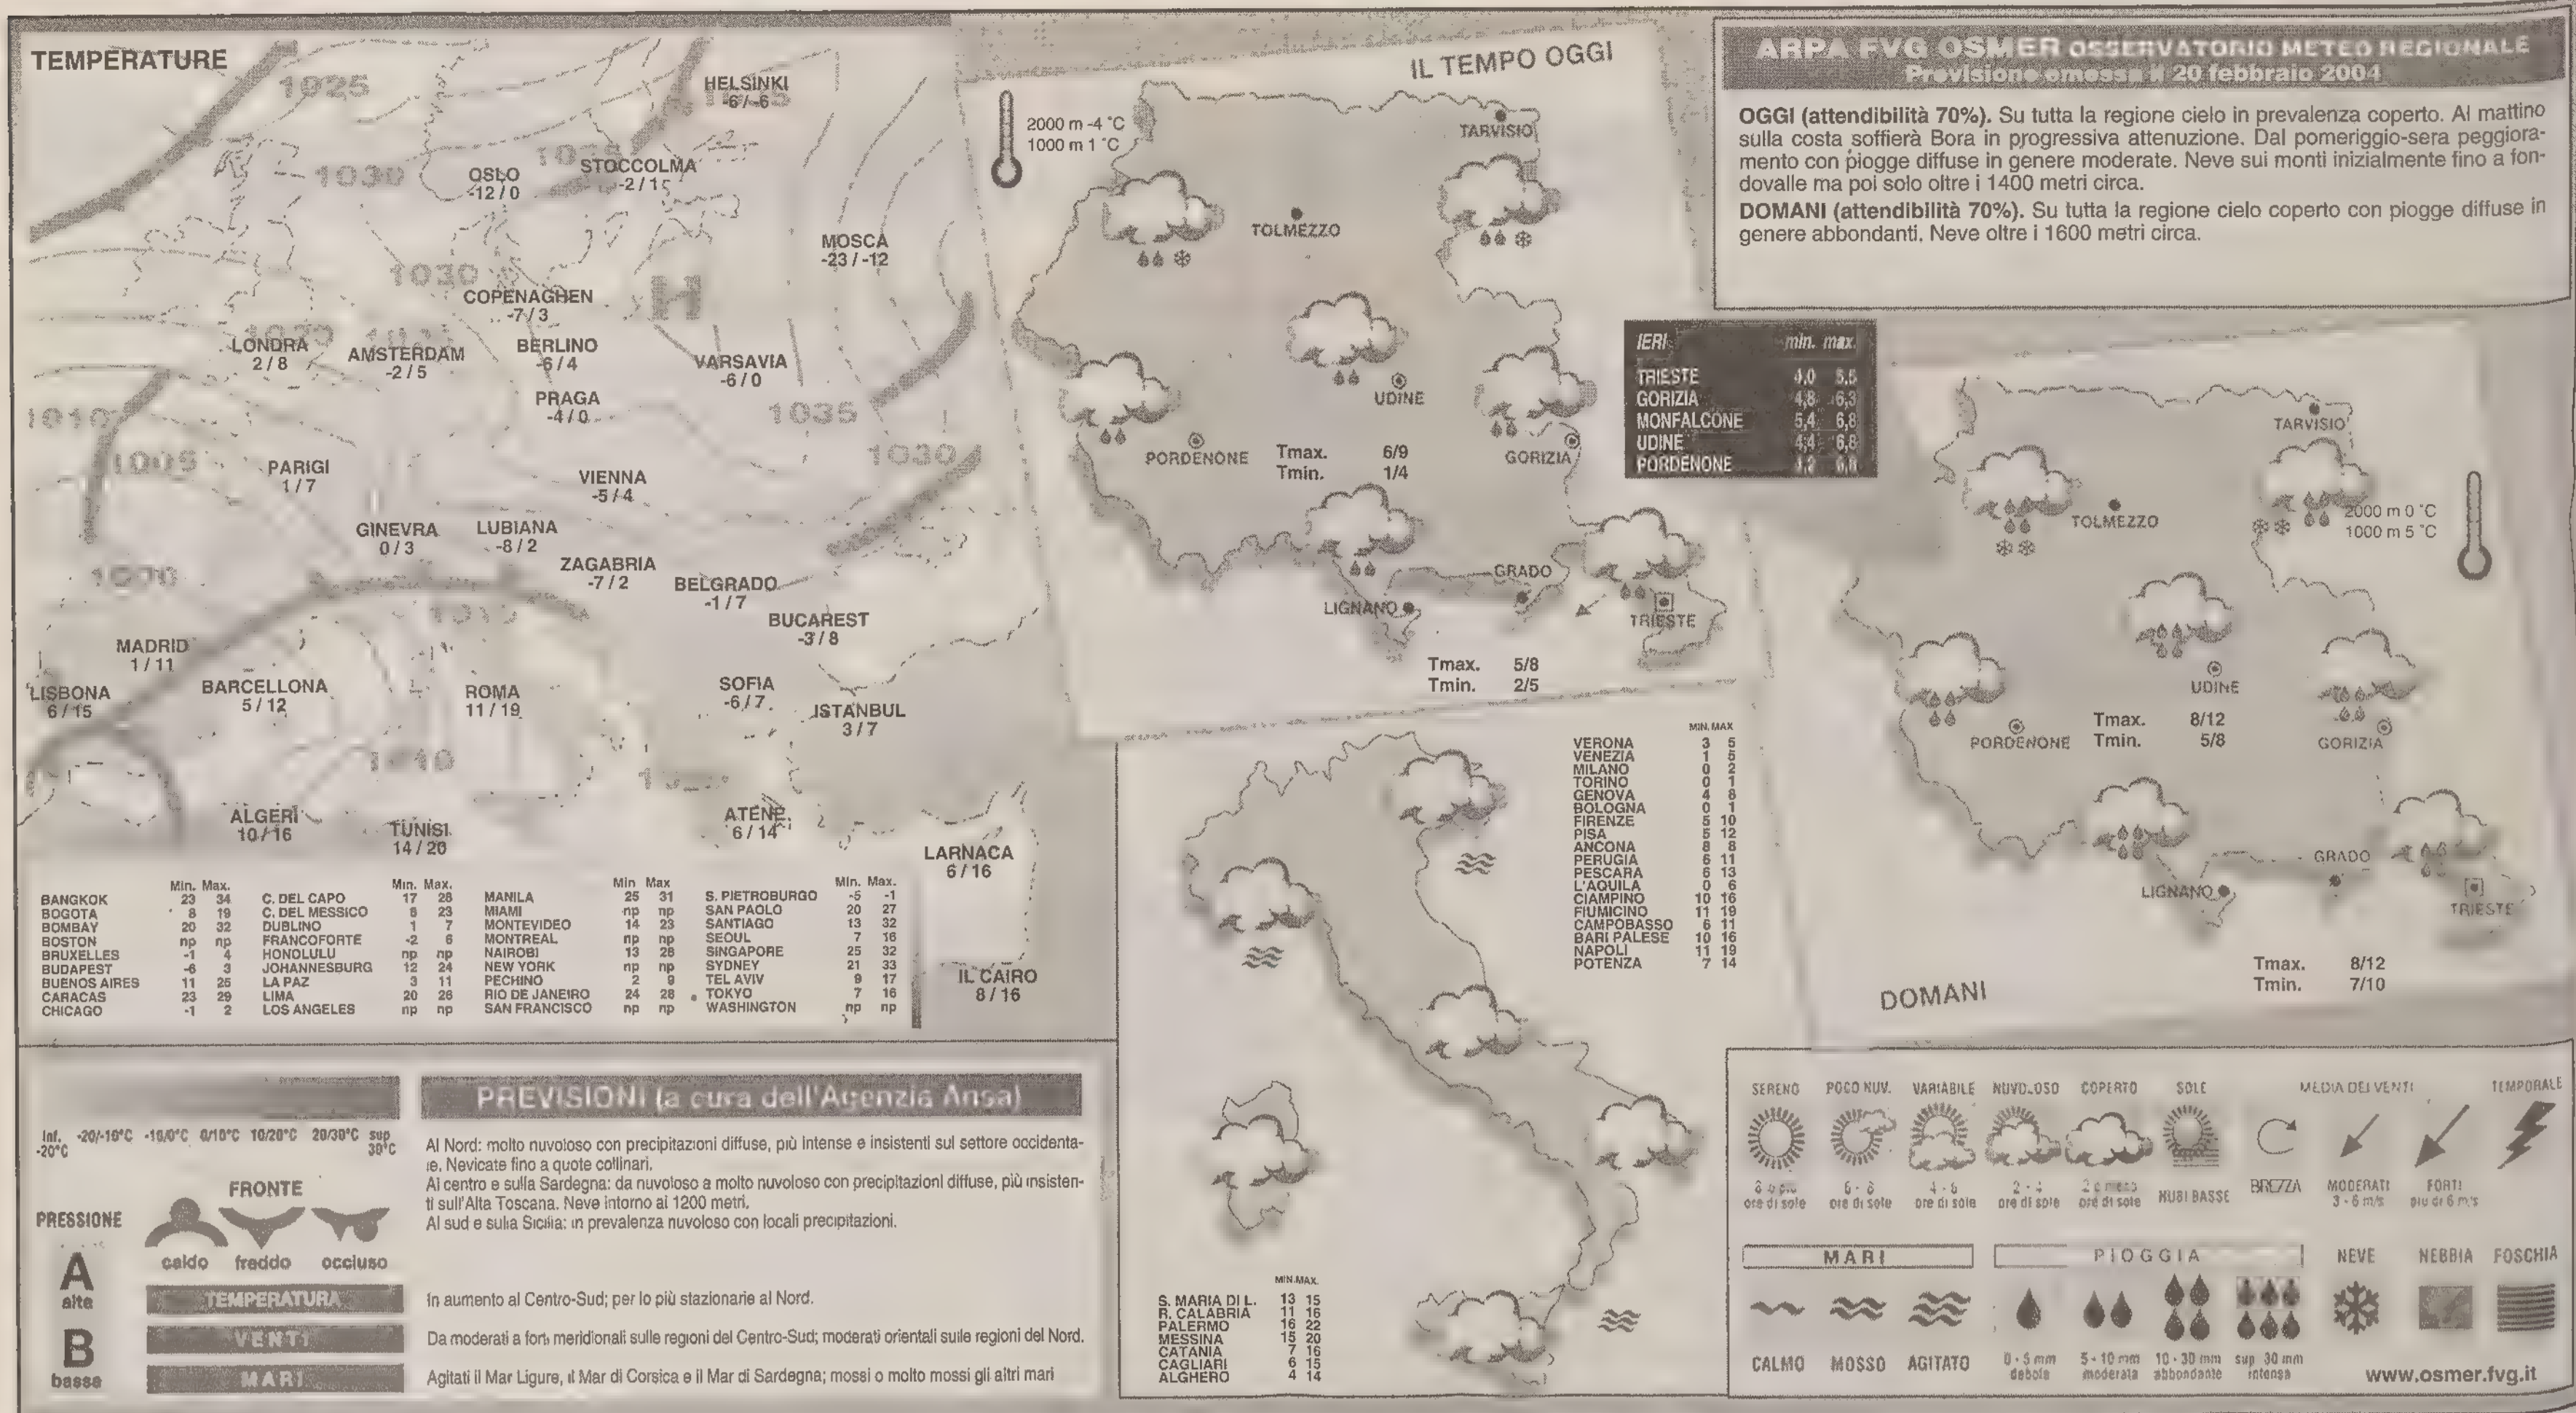 TEMPERATURE
1025
HELSINKI
-6 / -6
1030
OSLO
-12 / 0
STOCCOLMA
-2 / 1
MOSCA
-23 / -12
1030
H
COPENAGHEN
-7 / 3
LONDRA
2 / 8
AMSTERDAM
-2 / 5
BERLINO
-6 / 4
VARSAVIA
-6 / 0
PRAGA
-4 / 0
1010
1035
1005
1030
PARIGI
1 / 7
VIENNA
-5 / 4
GINEVRA
0 / 3
LUBIANA
-8 / 2
ZAGABRIA
-7 / 2
BELGRADO
-1 / 7
BUCAREST
-3 / 8
MADRID
1 / 11
LISBONA
6 / 15
BARCELLONA
5 / 12
ROMA
11 / 19
SOFIA
-6 / 7
ISTANBUL
3 / 7
1010
ALGERI
10 / 16
TUNISI
14 / 20
ATENE
6 / 14
LARNACA
6 / 16
IL CAIRO
8 / 16
Min. Max.
BANGKOK 23 34
BOGOTA 8 19
BOMBAY 20 32
BOSTON np np
BRUXELLES -1 4
BUDAPEST -6 3
BUENOS AIRES 11 25
CARACAS 23 29
CHICAGO -1 2
Min. Max.
C. DEL CAPO 17 28
C. DEL MESSICO 8 23
DUBLINO 1 7
FRANCOFORTE -2 6
HONOLULU np np
JOHANNESBURG 12 24
LA PAZ 3 11
LIMA 20 26
LOS ANGELES np np
Min Max
MANILA 25 31
MIAMI np np
MONTEVIDEO 14 23
MONTREAL np np
NAIROBI 13 28
NEW YORK np np
PECHINO 2 9
RIO DE JANEIRO 24 28
SAN FRANCISCO np np
Min. Max.
S. PIETROBURGO -5 -1
SAN PAOLO 20 27
SANTIAGO 13 32
SEOUL 7 16
SINGAPORE 25 32
SYDNEY 21 33
TEL AVIV 9 17
TOKYO 7 16
WASHINGTON np np
IL TEMPO OGGI
2000 m -4 °C
1000 m 1 °C
TARVISIO
TOLMEZZO
UDINE
PORDENONE
Tmax. 6/9
Tmin. 1/4
GORIZIA
GRADO
LIGNANO
TRIESTE
Tmax. 5/8
Tmin. 2/5
ARPA FVG OSMER OSSERVATORIO METEO REGIONALE
Previsione emessa il 20 febbraio 2004
OGGI (attendibilità 70%). Su tutta la regione cielo in prevalenza coperto. Al mattino
sulla costa soffierà Bora in progressiva attenuzione. Dal pomeriggio-sera peggiora-
mento con piogge diffuse in genere moderate. Neve sui monti inizialmente fino a fon-
dovalle ma poi solo oltre i 1400 metri circa.
DOMANI (attendibilità 70%). Su tutta la regione cielo coperto con piogge diffuse in
genere abbondanti. Neve oltre i 1600 metri circa.
IERI min. max.
TRIESTE 4,0 5,5
GORIZIA 4,8 6,3
MONFALCONE 5,4 6,8
UDINE 4,4 6,8
PORDENONE
TARVISIO
TOLMEZZO
2000 m 0 °C
1000 m 5 °C
UDINE
PORDENONE
Tmax. 8/12
Tmin. 5/8
GORIZIA
GRADO
LIGNANO
TRIESTE
Tmax. 8/12
Tmin. 7/10
DOMANI
MIN. MAX
VERONA 3 5
VENEZIA 1 5
MILANO 0 2
TORINO 0 1
GENOVA 4 8
BOLOGNA 0 1
FIRENZE 5 10
PISA 5 12
ANCONA 8 8
PERUGIA 6 11
PESCARA 6 13
L'AQUILA 0 6
CIAMPINO 10 16
FIUMICINO 11 19
CAMPOBASSO 6 11
BARI PALESE 10 16
NAPOLI 11 19
POTENZA 7 14
MIN. MAX.
S. MARIA DI L. 13 15
R. CALABRIA 11 16
PALERMO 16 22
MESSINA 15 20
CATANIA 7 16
CAGLIARI 6 15
ALGHERO 4 14
Inf. -20°C -20/-10°C -10/0°C 0/10°C 10/20°C 20/30°C sup 30°C
FRONTE
PRESSIONE
caldo freddo occluso
A
alta
B
bassa
PREVISIONI (a cura dell'Agenzia Ansa)
Al Nord: molto nuvoloso con precipitazioni diffuse, più intense e insistenti sul settore occidenta-
le. Nevicate fino a quote collinari.
Al centro e sulla Sardegna: da nuvoloso a molto nuvoloso con precipitazioni diffuse, più insisten-
ti sull'Alta Toscana. Neve intorno ai 1200 metri.
Al sud e sulla Sicilia: in prevalenza nuvoloso con locali precipitazioni.
TEMPERATURA
In aumento al Centro-Sud; per lo più stazionarie al Nord.
VENTI
Da moderati a forti meridionali sulle regioni del Centro-Sud; moderati orientali sulle regioni del Nord.
MARI
Agitati il Mar Ligure, il Mar di Corsica e il Mar di Sardegna; mossi o molto mossi gli altri mari
SERENO POCO NUV. VARIABILE NUVOLOSO COPERTO SOLE MEDIA DEI VENTI TEMPORALE
8 o più ore di sole
6 - 8 ore di sole
4 - 6 ore di sole
2 - 4 ore di sole
2 o meno ore di sole
NUBI BASSE
BREZZA
MODERATI 3 - 6 m/s
FORTI più di 6 m/s
MARI PIOGGIA NEVE NEBBIA FOSCHIA
CALMO MOSSO AGITATO
0 - 5 mm debole
5 - 10 mm moderata
10 - 30 mm abbondante
sup 30 mm intensa
www.osmer.fvg.it